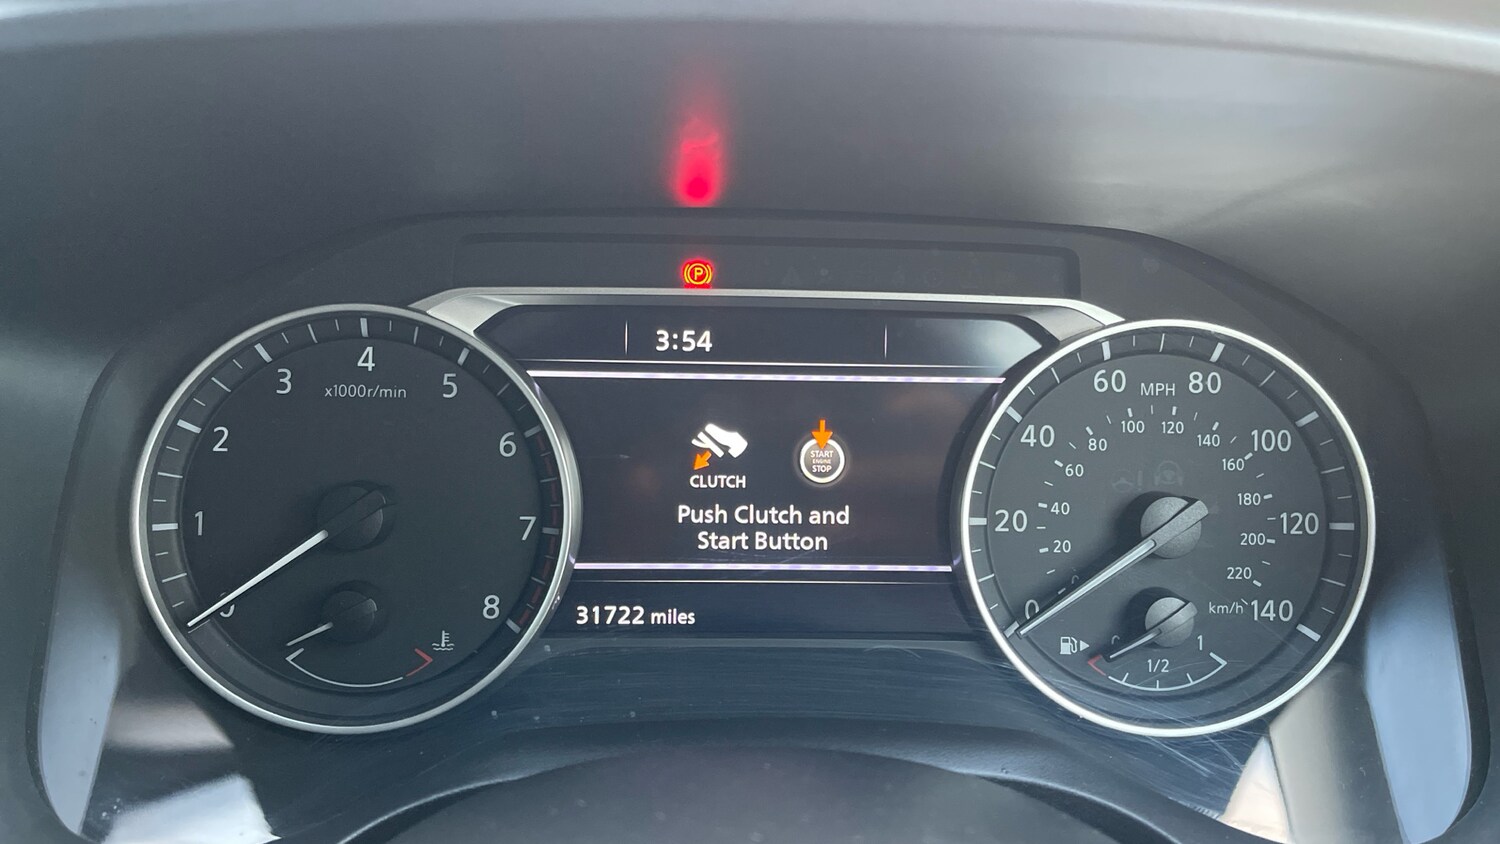 P
3:54
4
3
5
x1000r/min
2
6
1
7
0
8
START
ENGINE
STOP
CLUTCH
Push Clutch and
Start Button
31722 miles
60 MPH 80
40
100
20
120
0
140
100 120
80
140
60
160
40
180
20
200
220
km/h
1/2
1